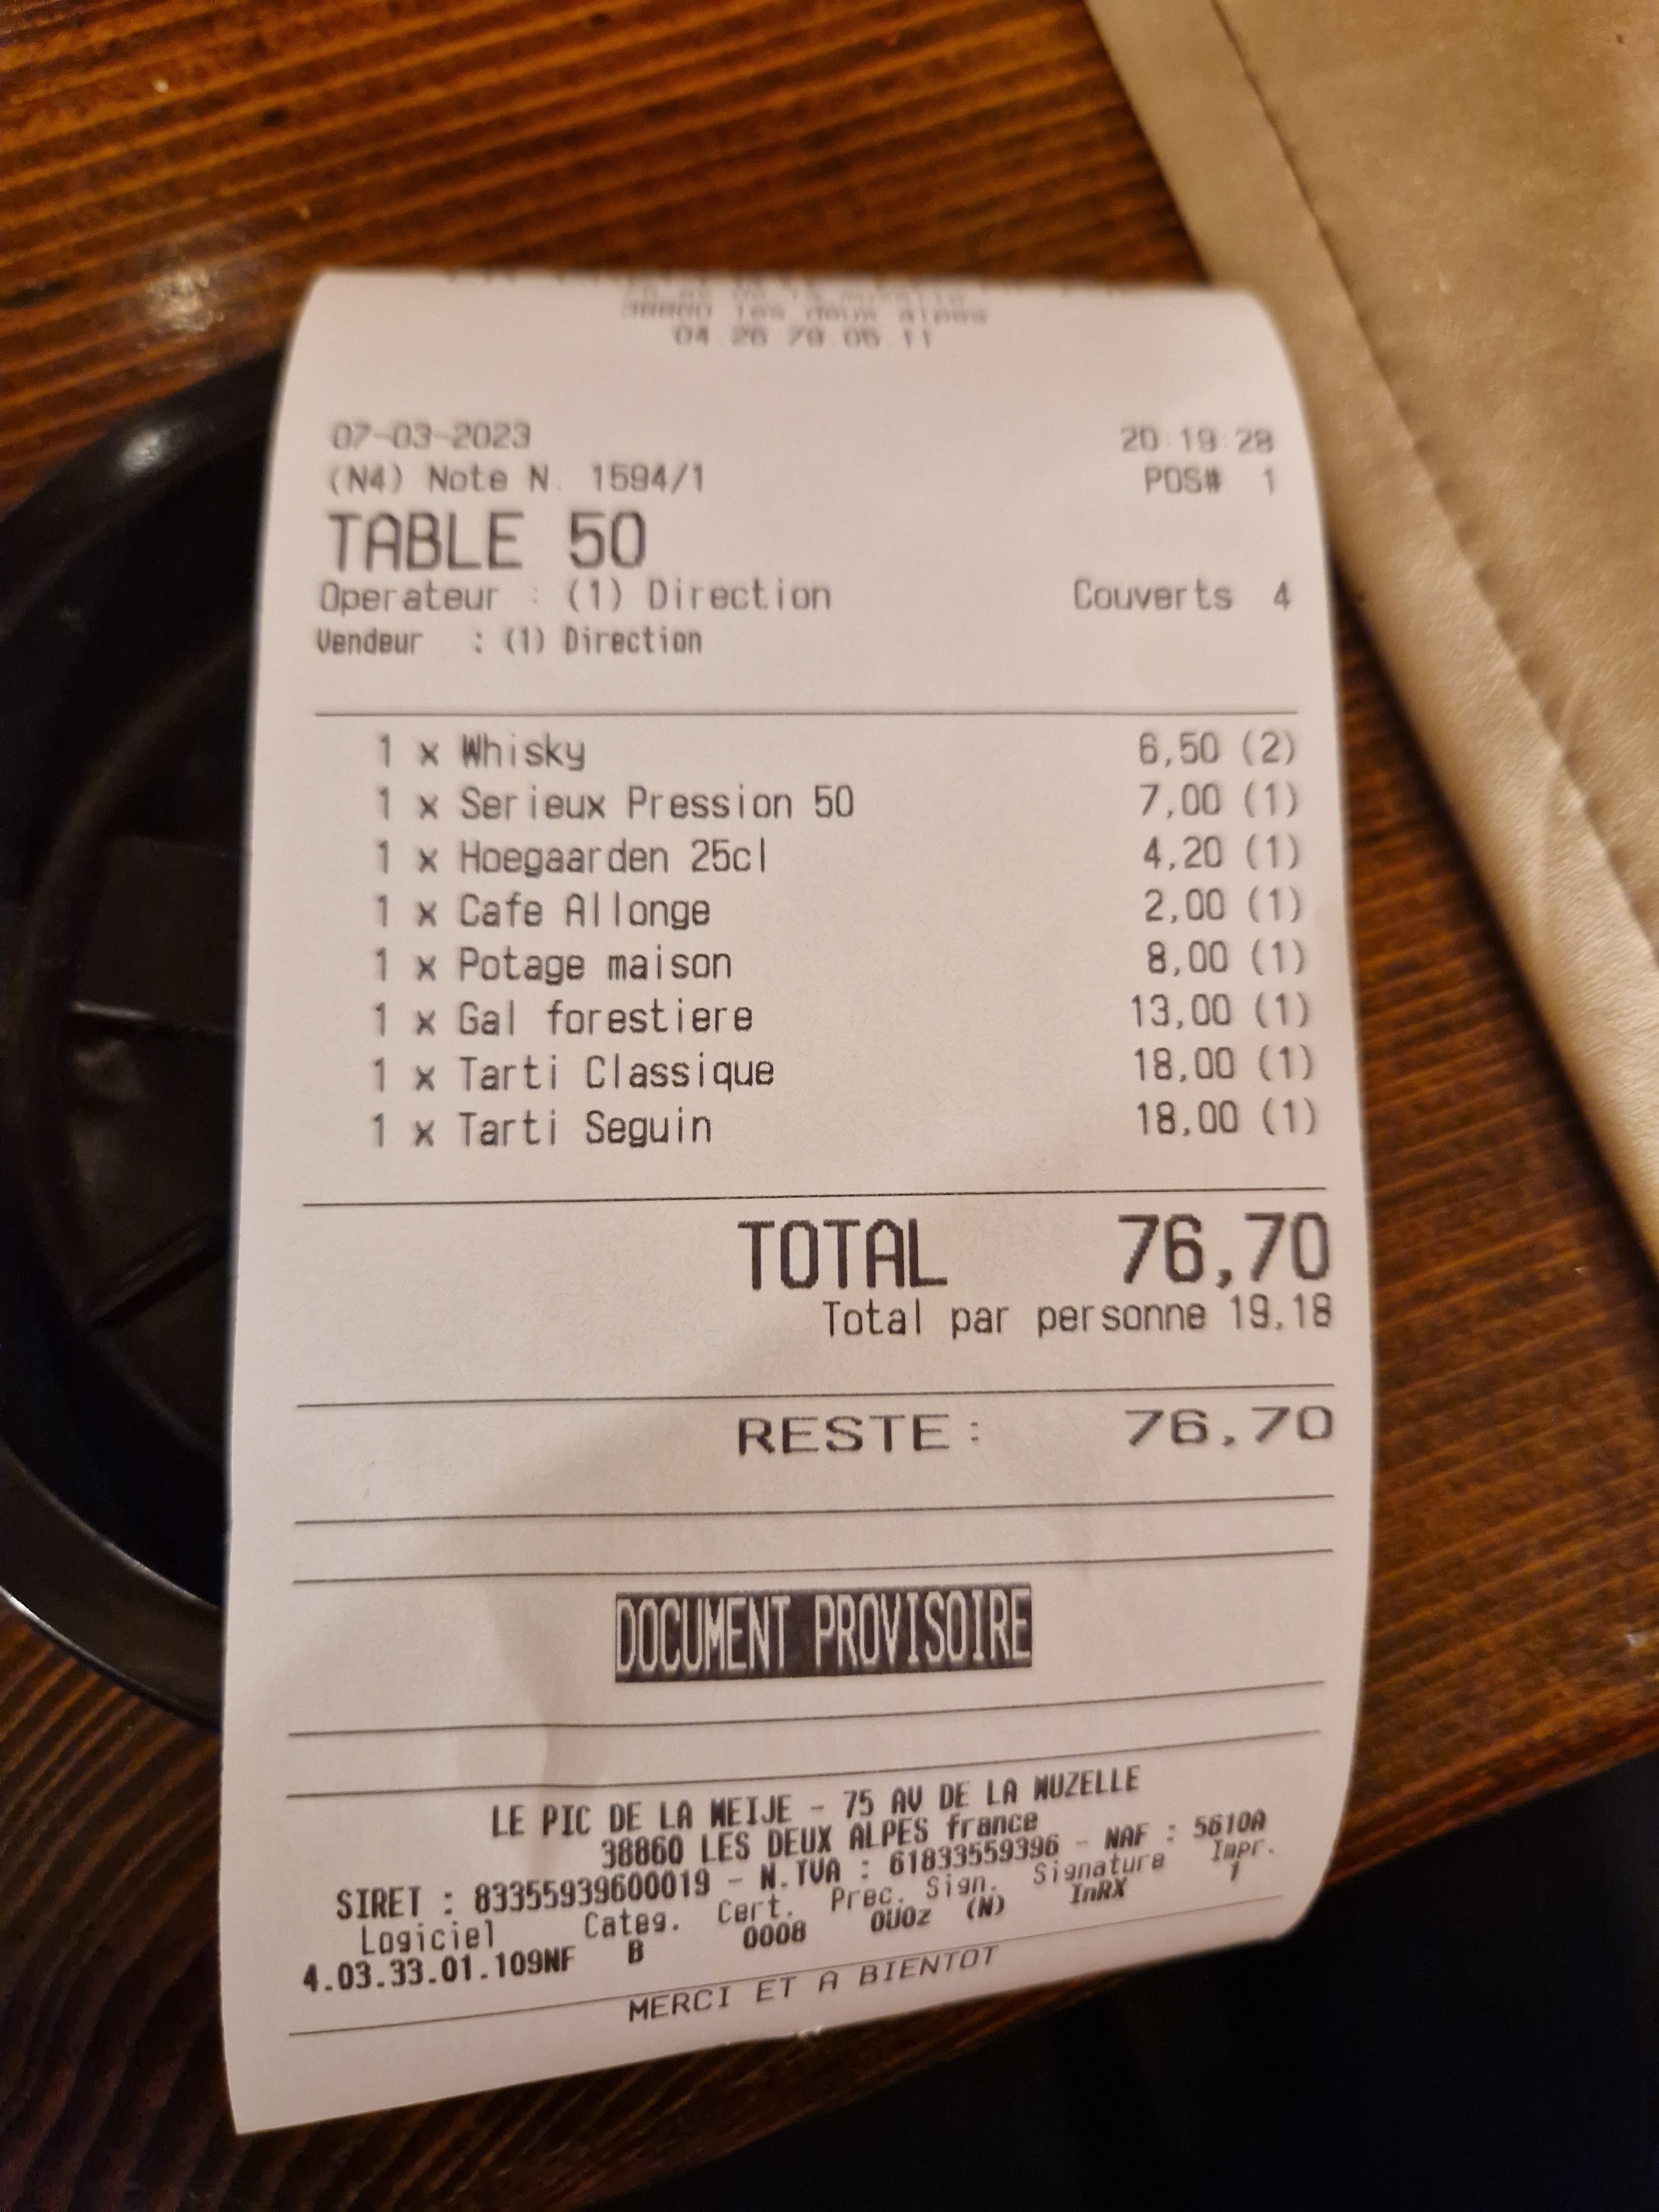 38860 les deux alpes
04 26 79 05 11
07-03-2023 20:19:28
(N4) Note N. 1594/1 POS# 1
TABLE 50
Operateur : (1) Direction Couverts 4
Vendeur : (1) Direction
1 x Whisky 6,50 (2)
1 x Serieux Pression 50 7,00 (1)
1 x Hoegaarden 25cl 4,20 (1)
1 x Cafe Allonge 2,00 (1)
1 x Potage maison 8,00 (1)
1 x Gal forestiere 13,00 (1)
1 x Tarti Classique 18,00 (1)
1 x Tarti Seguin 18,00 (1)
TOTAL 76,70
Total par personne 19.18
RESTE: 76.70
DOCUMENT PROVISOIRE
LE PIC DE LA MEIJE - 75 AV DE LA MUZELLE
38860 LES DEUX ALPES france
SIRET : 83355939600019 - N.TVA : 61833559396 - NAF : 5610A
Logiciel Categ. Cert. Prec. Sign. Signature Impr.
4.03.33.01.109NF B 0008 OUOz (N) InRX 1
MERCI ET A BIENTOT